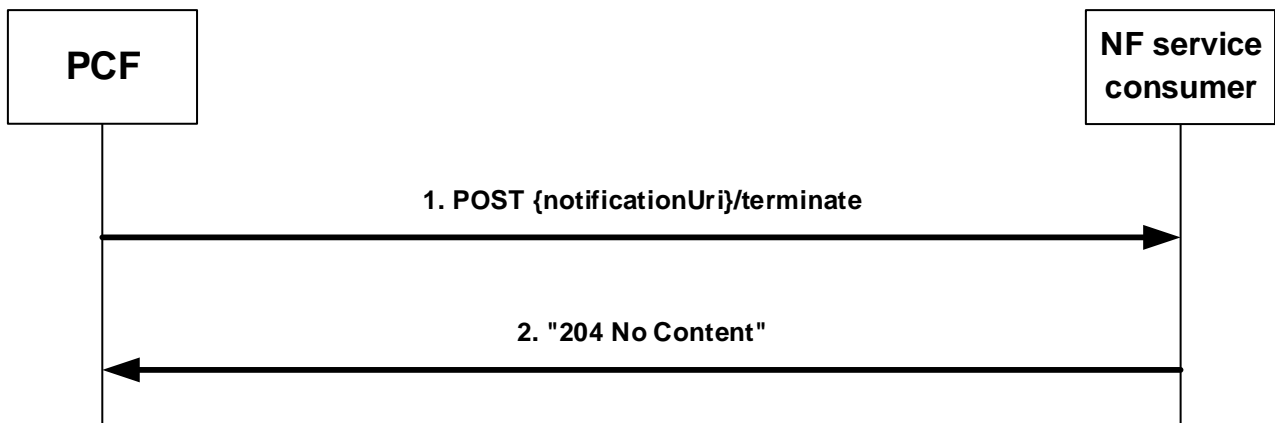 PCF
NF service
consumer
1. POST {notificationUri}/terminate
2. "204 No Content"